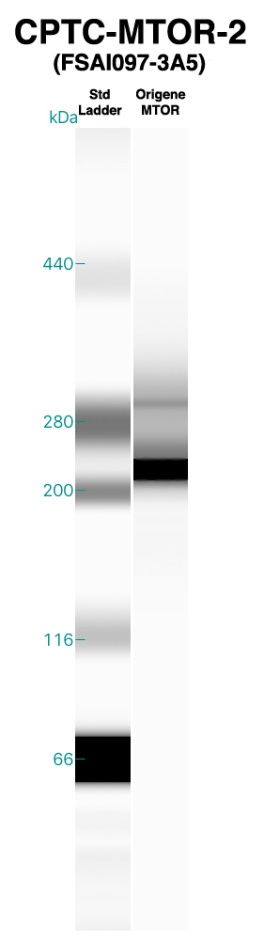 CPTC-MTOR-2
(FSAI097-3A5)
Std Origene
kDa Ladder MTOR
440
280
200
116
66